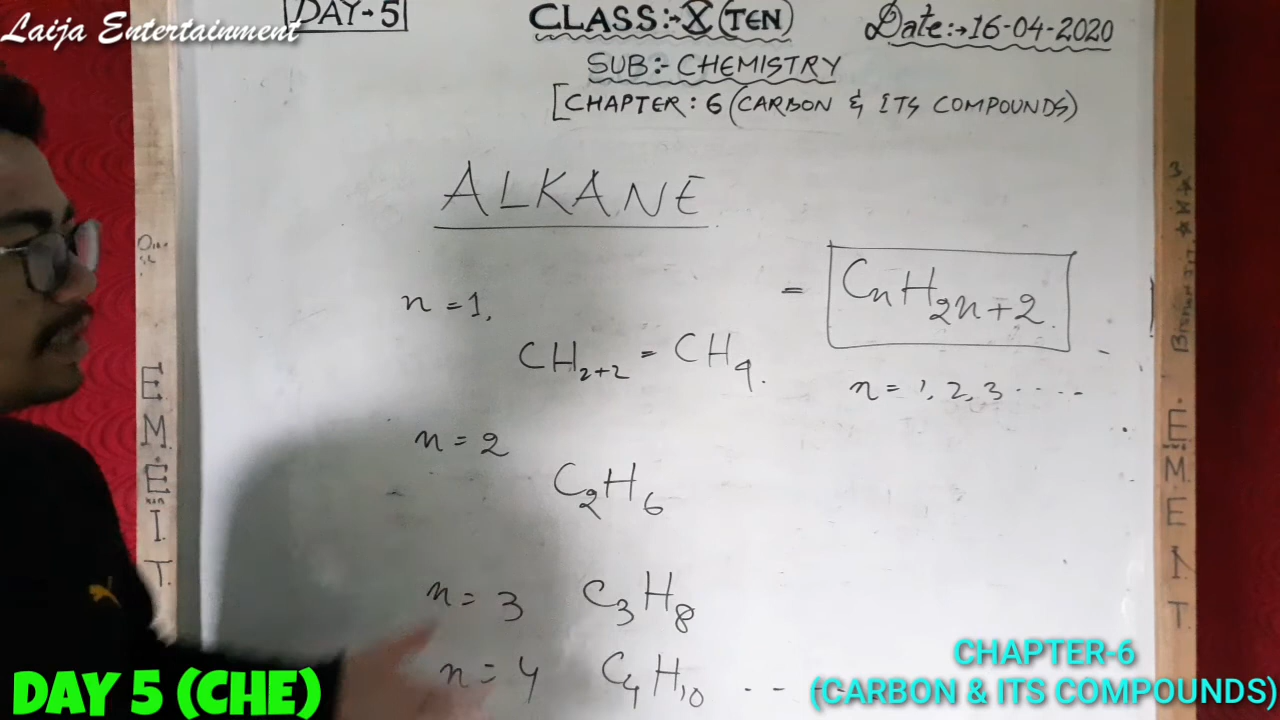 Laija Entertainment
DAY→5
CLASS:→X (TEN)
Date:→16-04-2020
SUB:- CHEMISTRY
[CHAPTER: 6 (CARBON & ITS COMPOUNDS)
ALKANE
= CnH2n+2.
n = 1, 2, 3 .....
n = 1,
CH2+2 = CH4.
n = 2
C2H6
n = 3 C3H8
n = 4 C4H10 - - -
E
M
E
I
T
E
M
E
N
T
DAY 5 (CHE)
CHAPTER-6
(CARBON & ITS COMPOUNDS)